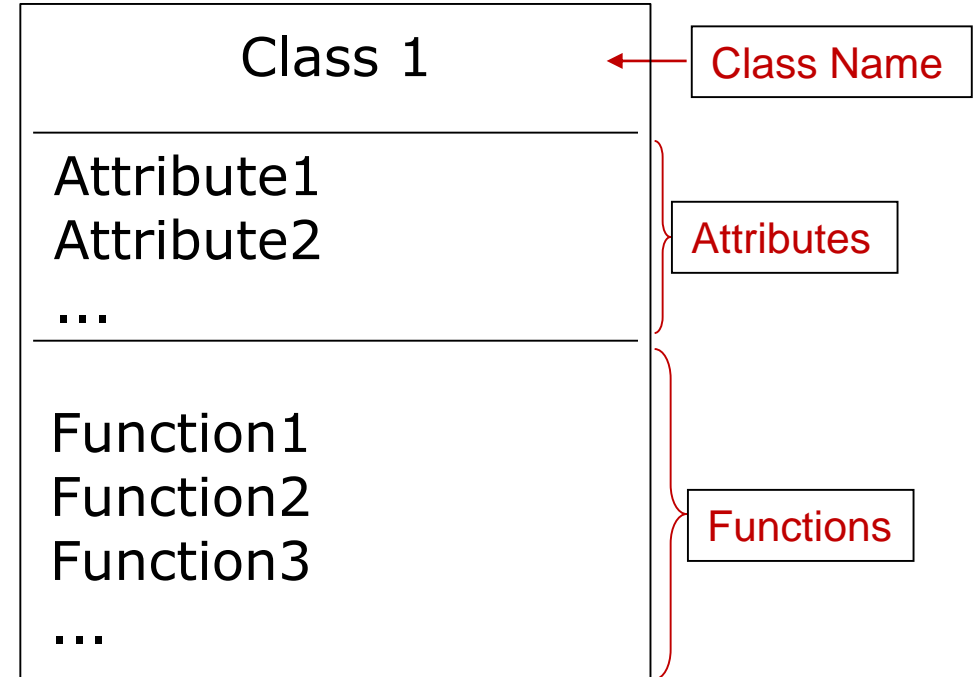 Class 1
Class Name
Attribute1
Attribute2
...
Attributes
Function1
Function2
Function3
...
Functions